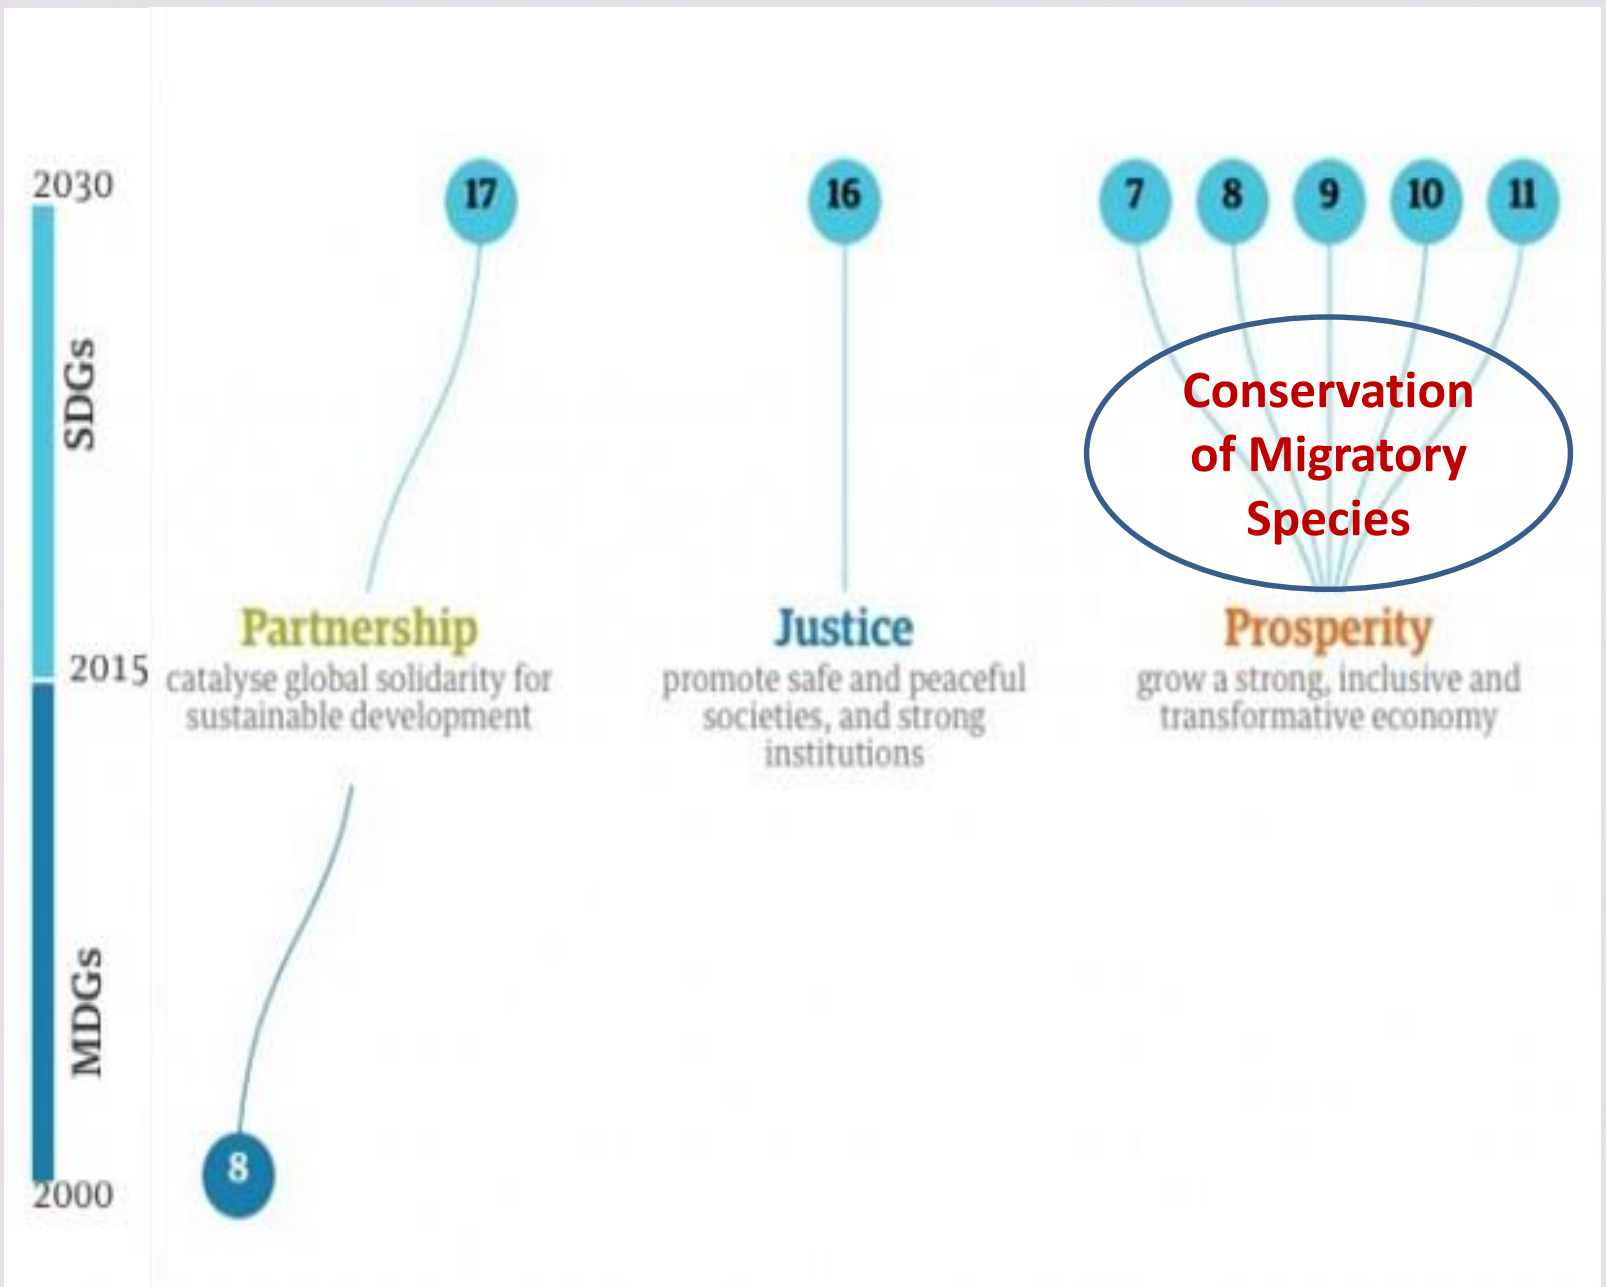 2030
17
16
7
8
9
10
11
SDGs
Conservation
of Migratory
Species
Partnership
catalyse global solidarity for
sustainable development
Justice
promote safe and peaceful
societies, and strong
institutions
Prosperity
grow a strong, inclusive and
transformative economy
2015
MDGs
8
2000